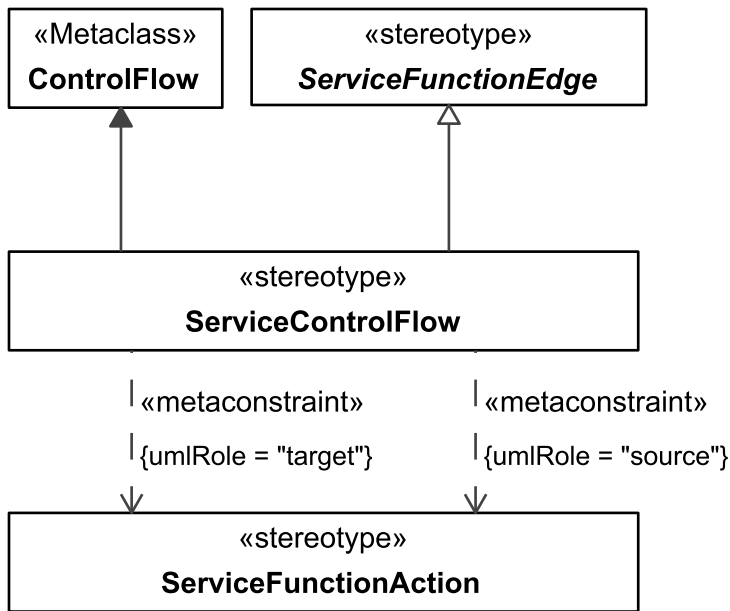 «Metaclass»
ControlFlow
«stereotype»
ServiceFunctionEdge
«stereotype»
ServiceControlFlow
«metaconstraint»
{umlRole = "target"}
«metaconstraint»
{umlRole = "source"}
«stereotype»
ServiceFunctionAction